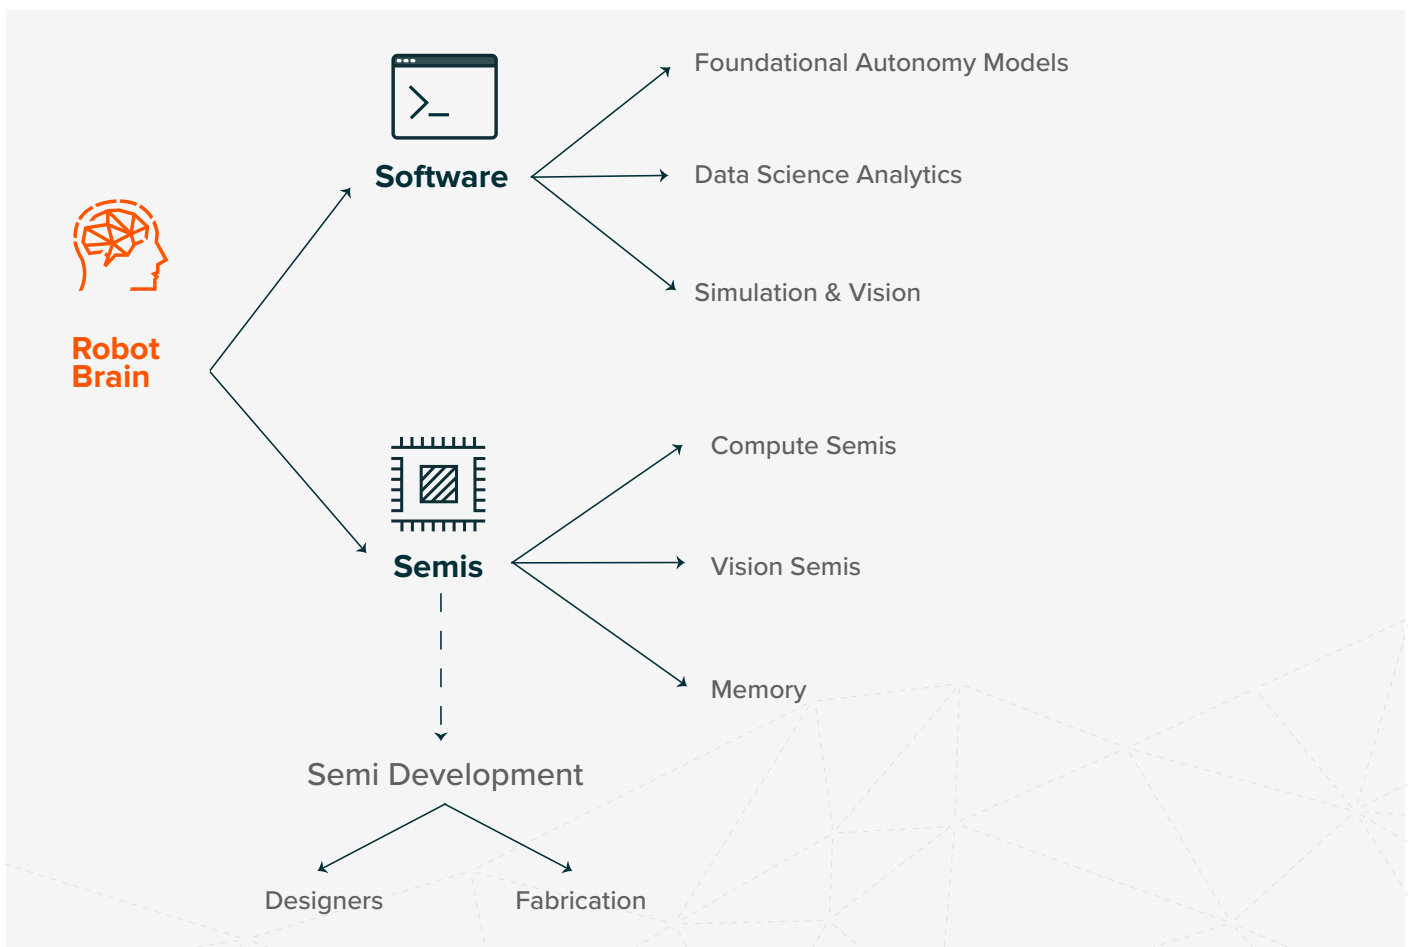 Foundational Autonomy Models
Software
Data Science Analytics
Simulation & Vision
Robot
Brain
Compute Semis
Semis
Vision Semis
Memory
Semi Development
Designers
Fabrication